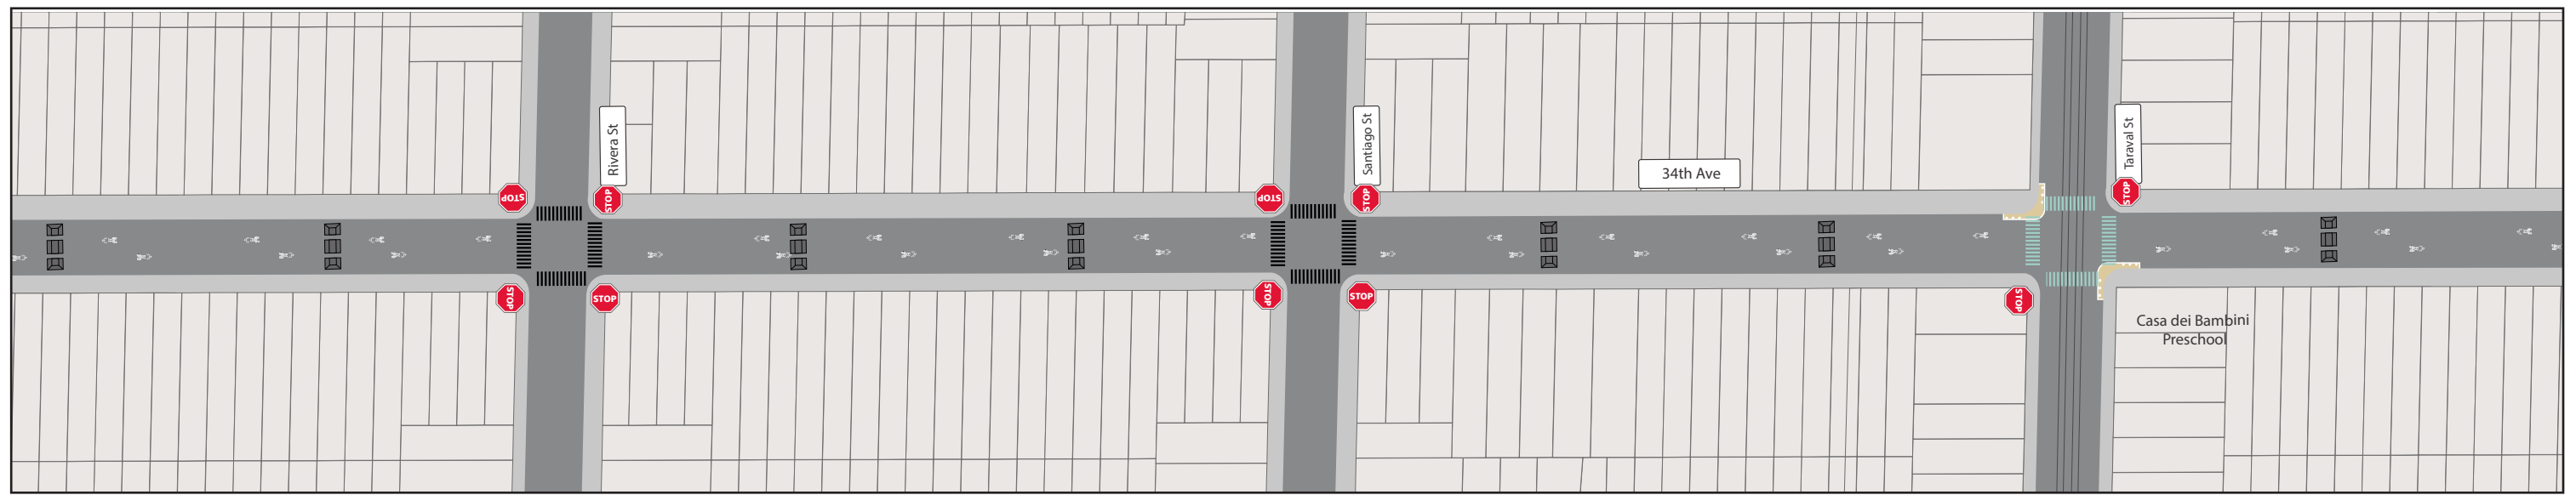 Rivera St
Santiago St
Taraval St
34th Ave
STOP
STOP
STOP
STOP
STOP
STOP
STOP
STOP
STOP
STOP
Casa dei Bambini
Preschool